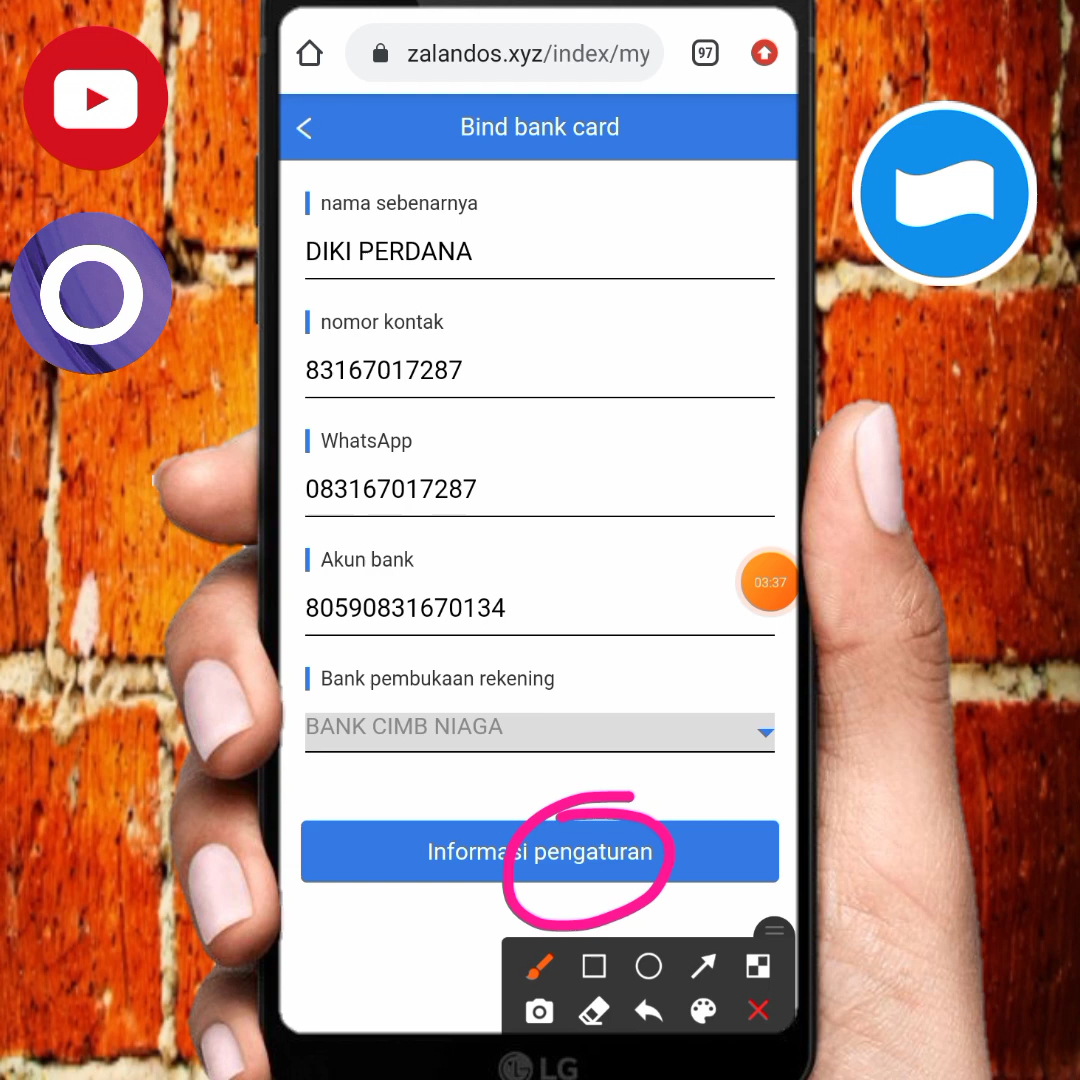 zalandos.xyz/index/my
97
Bind bank card
nama sebenarnya
DIKI PERDANA
nomor kontak
83167017287
WhatsApp
083167017287
Akun bank
80590831670134
03:37
Bank pembukaan rekening
BANK CIMB NIAGA
Informasi pengaturan
LG